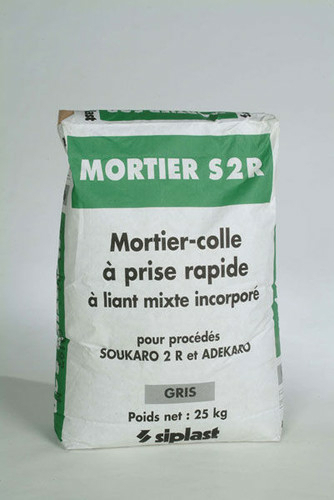 MORTIER S2R
Mortier-colle
à prise rapide
à liant mixte incorporé
pour procédés
SOUKARO 2 R et ADEKARO
GRIS
Poids net : 25 kg
siplast